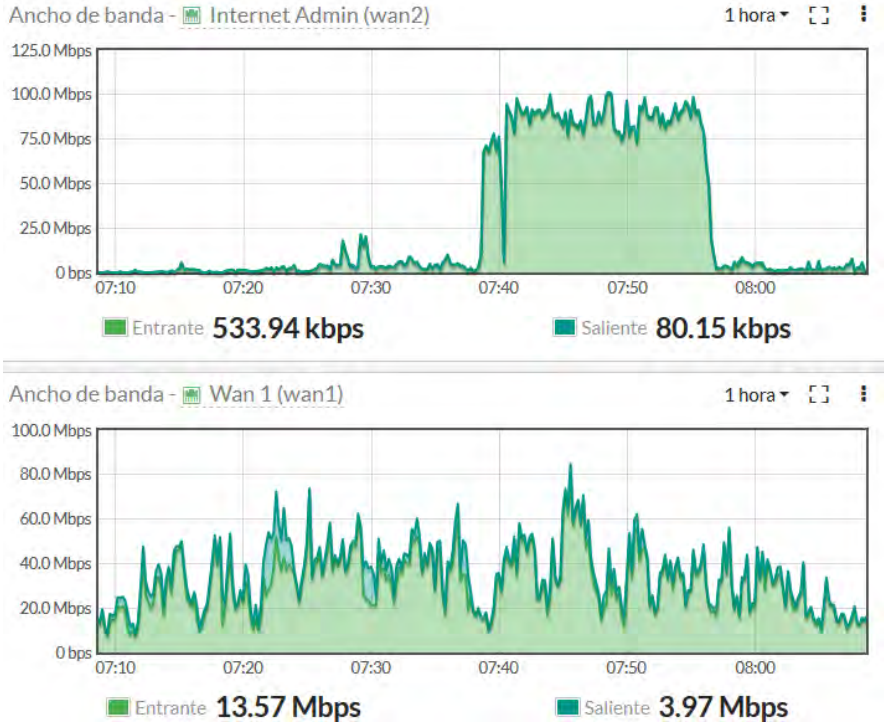 Ancho de banda - Internet Admin (wan2) 1 hora
125.0 Mbps
100.0 Mbps
75.0 Mbps
50.0 Mbps
25.0 Mbps
0 bps
07:10 07:20 07:30 07:40 07:50 08:00
Entrante 533.94 kbps Saliente 80.15 kbps
Ancho de banda - Wan 1 (wan1) 1 hora
100.0 Mbps
80.0 Mbps
60.0 Mbps
40.0 Mbps
20.0 Mbps
0 bps
07:10 07:20 07:30 07:40 07:50 08:00
Entrante 13.57 Mbps Saliente 3.97 Mbps